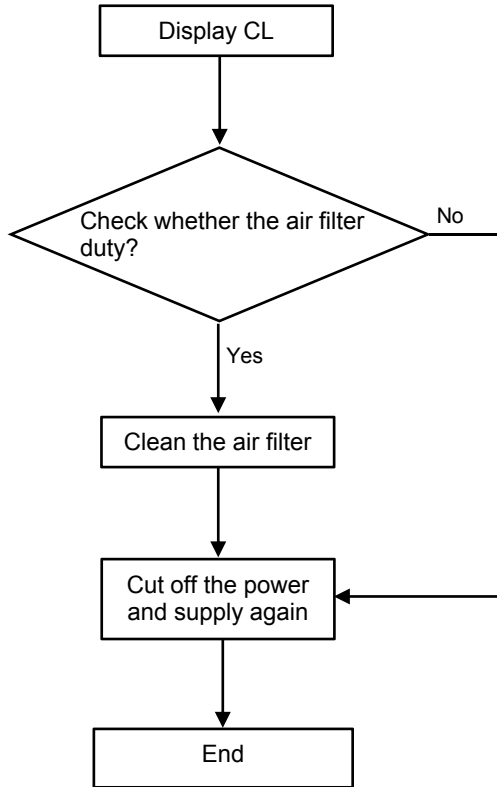 Display CL
Check whether the air filter
duty?
No
Yes
Clean the air filter
Cut off the power
and supply again
End